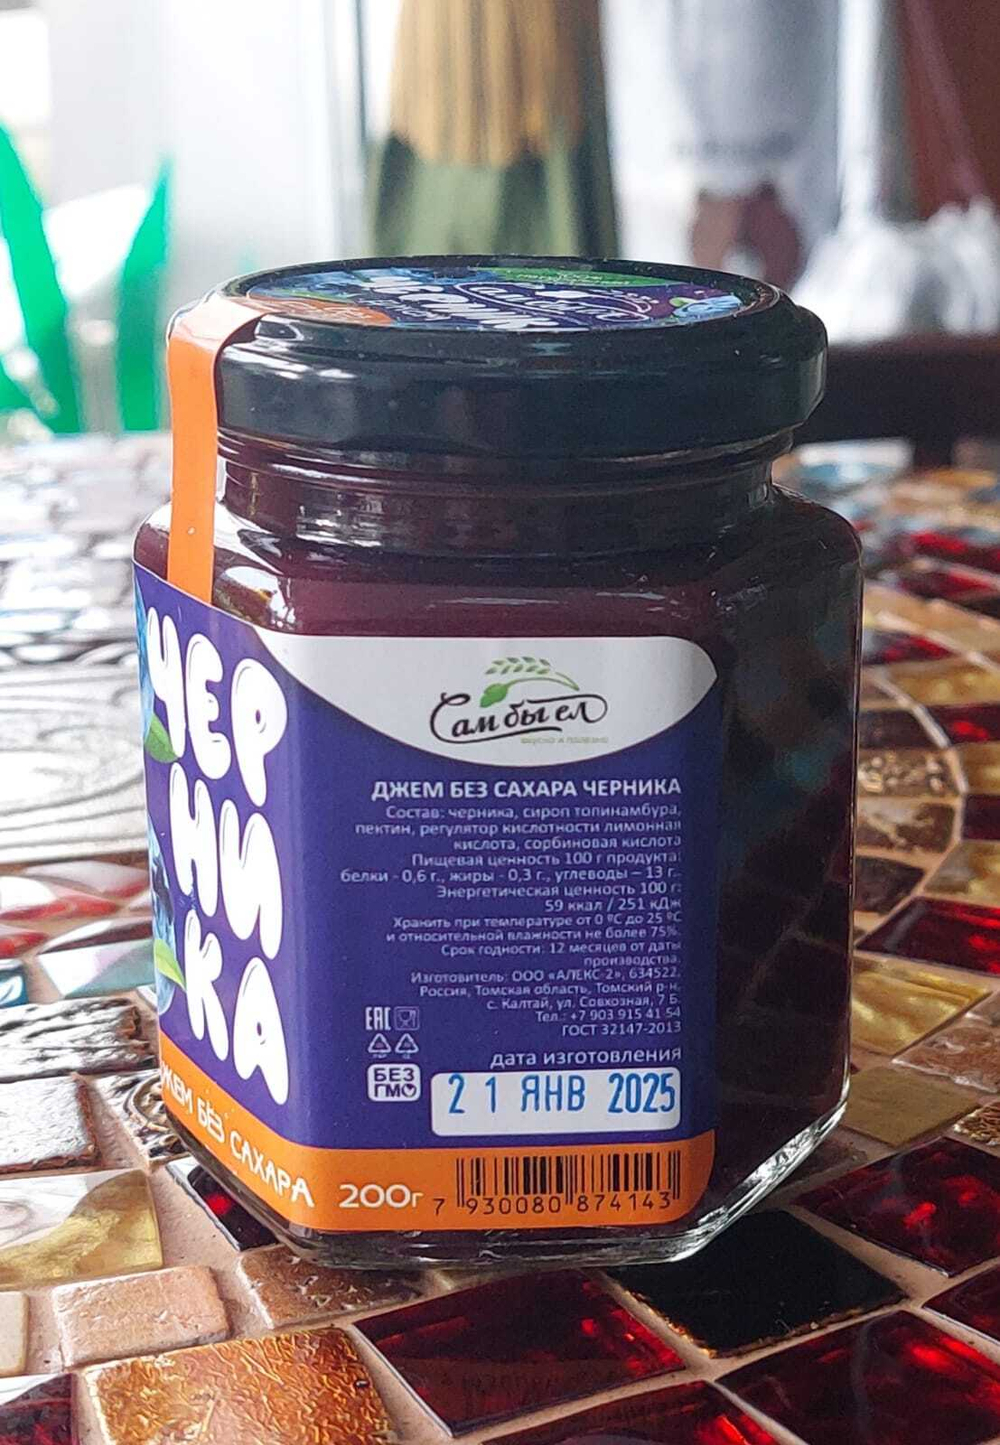 ЧЕР
НИ
КА
ДЖЕМ БЕЗ САХАРА
Сам бы ел
вкусно и полезно
ДЖЕМ БЕЗ САХАРА ЧЕРНИКА
Состав: черника, сироп топинамбура,
пектин, регулятор кислотности лимонная
кислота, сорбиновая кислота
Пищевая ценность 100 г продукта:
белки - 0,6 г., жиры - 0,3 г., углеводы – 13 г.
Энергетическая ценность 100 г:
59 ккал / 251 кДж
Хранить при температуре от 0 ºС до 25 ºС
и относительной влажности не более 75%.
Срок годности: 12 месяцев от даты
производства.
Изготовитель: ООО «АЛЕКС-2», 634522,
Россия, Томская область, Томский р-н,
с. Калтай, ул. Совхозная, 7 Б.
Тел.: +7 903 915 41 54
ГОСТ 32147-2013
EAC
БЕЗ
ГМО
дата изготовления
21 ЯНВ 2025
200г
7 930080 874143